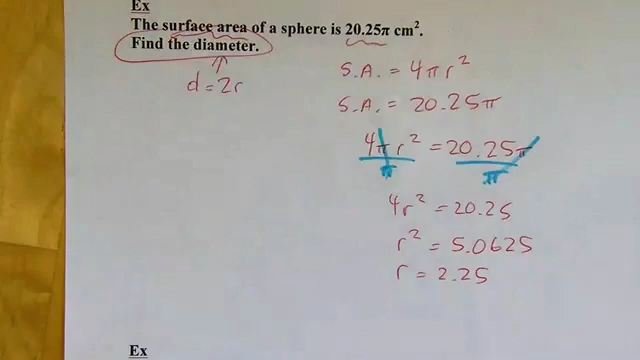 Ex
The surface area of a sphere is 20.25π cm².
Find the diameter.
d = 2r
S.A. = 4πr²
S.A. = 20.25π
4πr² = 20.25π
π π
4r² = 20.25
r² = 5.0625
r = 2.25
Ex